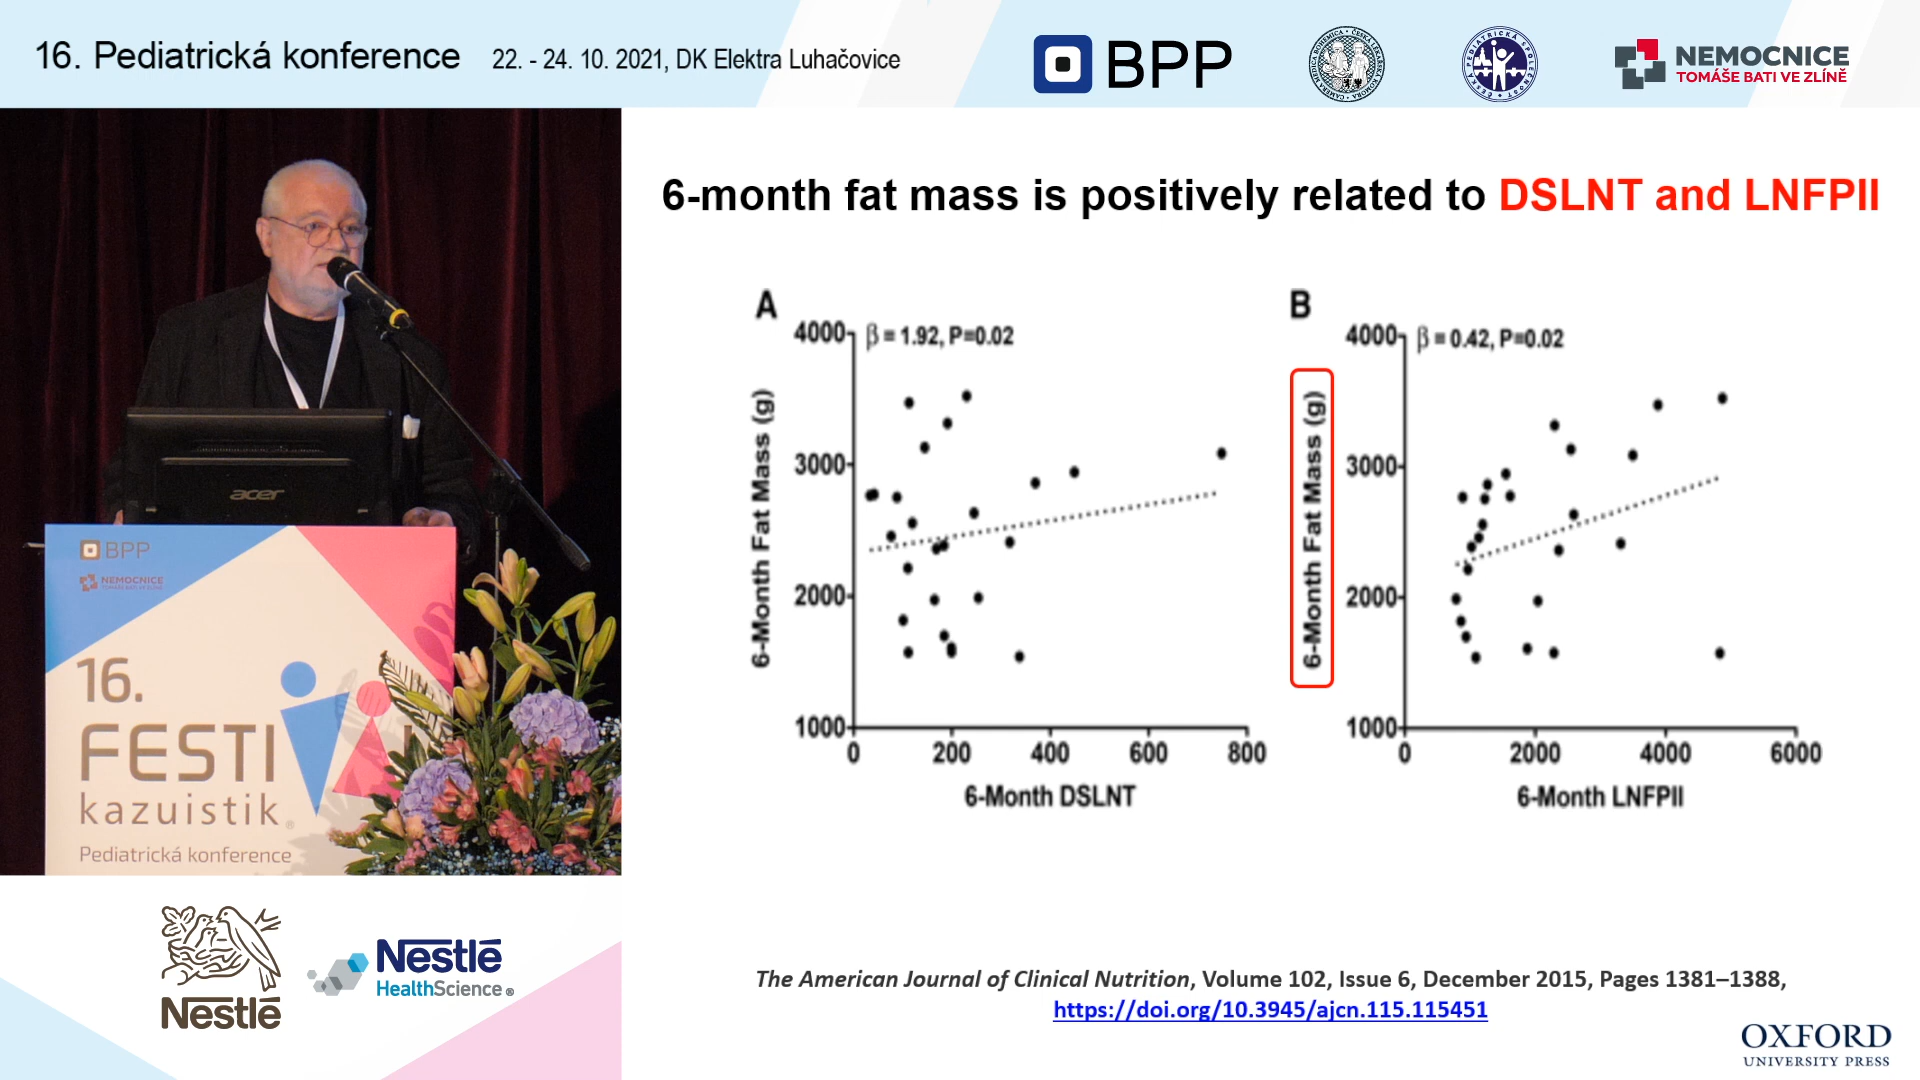 16. Pediatrická konference 22. - 24. 10. 2021, DK Elektra Luhačovice
BPP
NEMOCNICE
TOMÁŠE BATI VE ZLÍNĚ
6-month fat mass is positively related to DSLNT and LNFPII
A
β = 1.92, P=0.02
4000
3000
2000
1000
6-Month Fat Mass (g)
0 200 400 600 800
6-Month DSLNT
B
β = 0.42, P=0.02
4000
3000
2000
1000
6-Month Fat Mass (g)
0 2000 4000 6000
6-Month LNFPII
The American Journal of Clinical Nutrition, Volume 102, Issue 6, December 2015, Pages 1381–1388,
https://doi.org/10.3945/ajcn.115.115451
OXFORD
UNIVERSITY PRESS
acer
BPP
NEMOCNICE
TOMÁŠE BATI VE ZLÍNĚ
16.
FESTI
kazuistik®
Pediatrická konference
Nestlé
Nestlé
HealthScience®